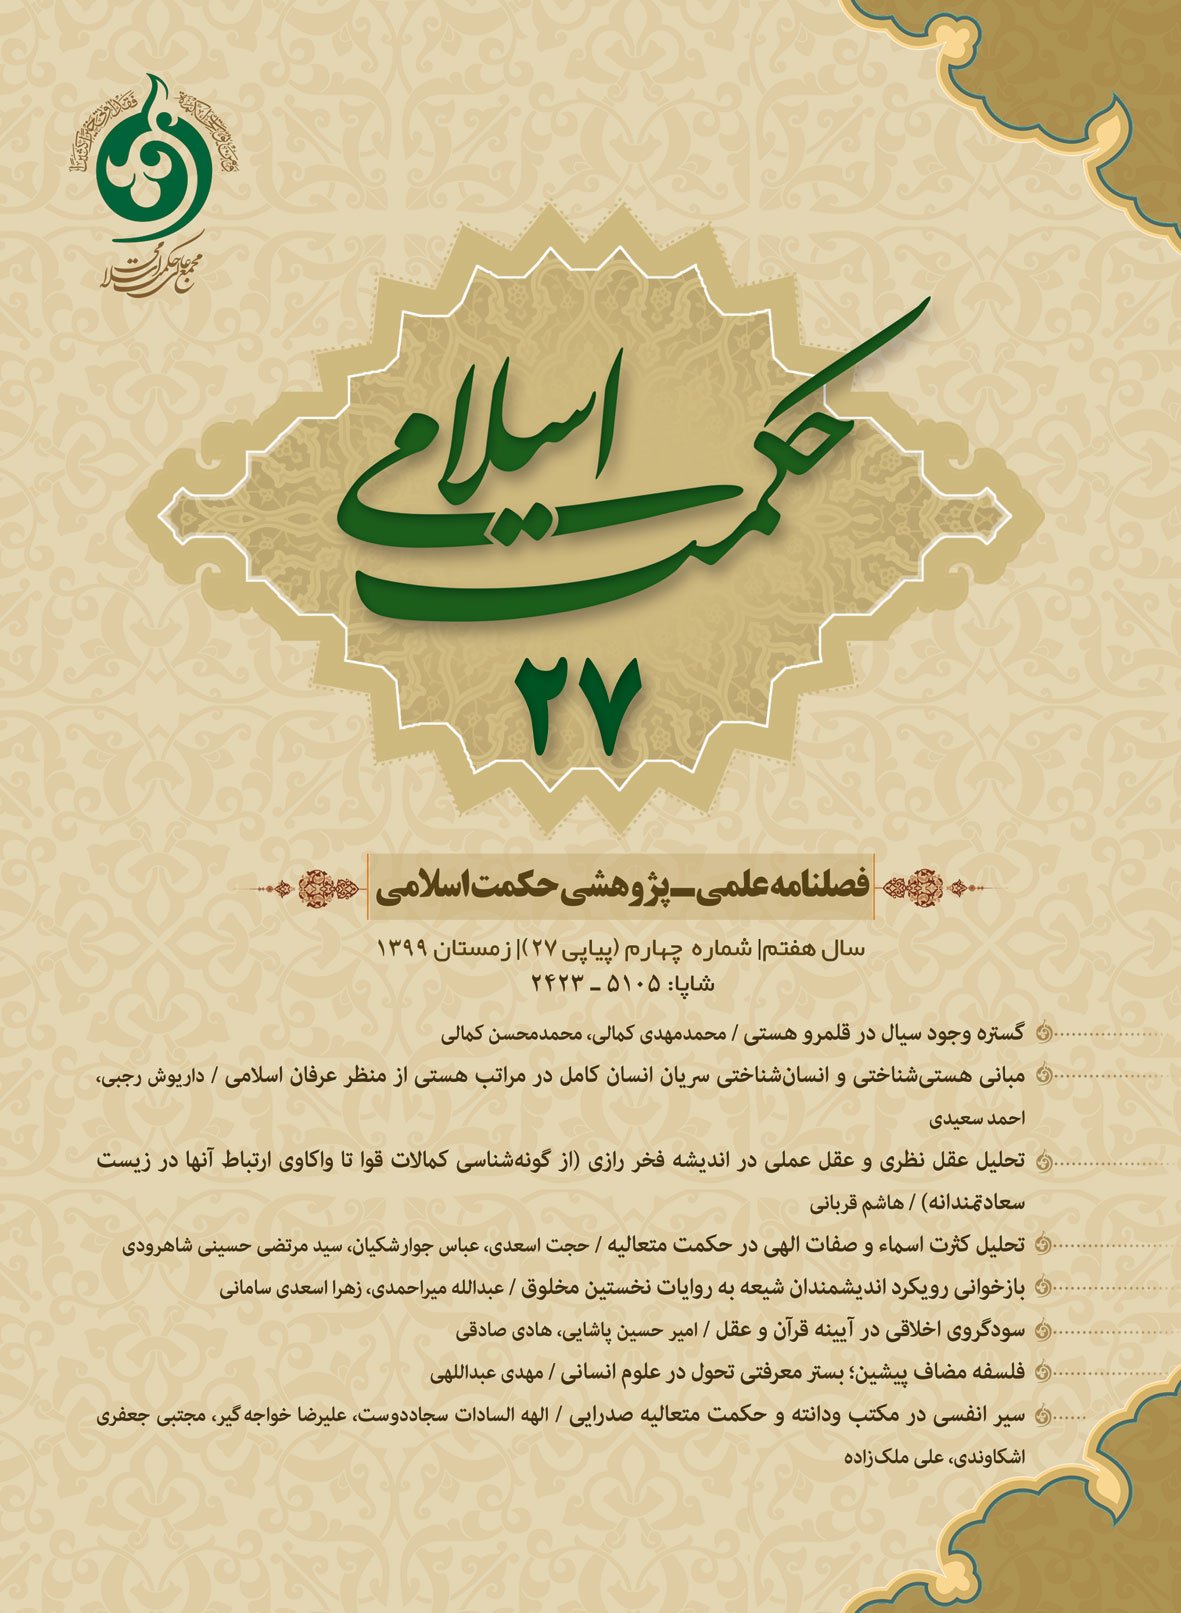 مجمع عالی حکمت اسلامی
حکمت اسلامی
۲۷
فصلنامه علمی ـ پژوهشی حکمت اسلامی
سال هفتم| شماره چهارم (پیاپی ۲۷)| زمستان ۱۳۹۹
شاپا: ۵۱۰۵ ـ ۲۴۲۳
گستره وجود سیال در قلمرو هستی / محمدمهدی کمالی، محمدمحسن کمالی
مبانی هستی‌شناختی و انسان‌شناختی سریان انسان کامل در مراتب هستی از منظر عرفان اسلامی / داریوش رجبی،
احمد سعیدی
تحلیل عقل نظری و عقل عملی در اندیشه فخر رازی (از گونه‌شناسی کمالات قوا تا واکاوی ارتباط آنها در زیست
سعادتمندانه) / هاشم قربانی
تحلیل کثرت اسماء و صفات الهی در حکمت متعالیه / حجت اسعدی، عباس جوارشکیان، سید مرتضی حسینی شاهرودی
بازخوانی رویکرد اندیشمندان شیعه به روایات نخستین مخلوق / عبدالله میراحمدی، زهرا اسعدی سامانی
سودگروی اخلاقی در آیینه قرآن و عقل / امیر حسین پاشایی، هادی صادقی
فلسفه مضاف پیشین؛ بستر معرفتی تحول در علوم انسانی / مهدی عبداللهی
سیر انفسی در مکتب ودانته و حکمت متعالیه صدرایی / الهه السادات سجاددوست، علیرضا خواجه گیر، مجتبی جعفری
اشکاوندی، علی ملک‌زاده